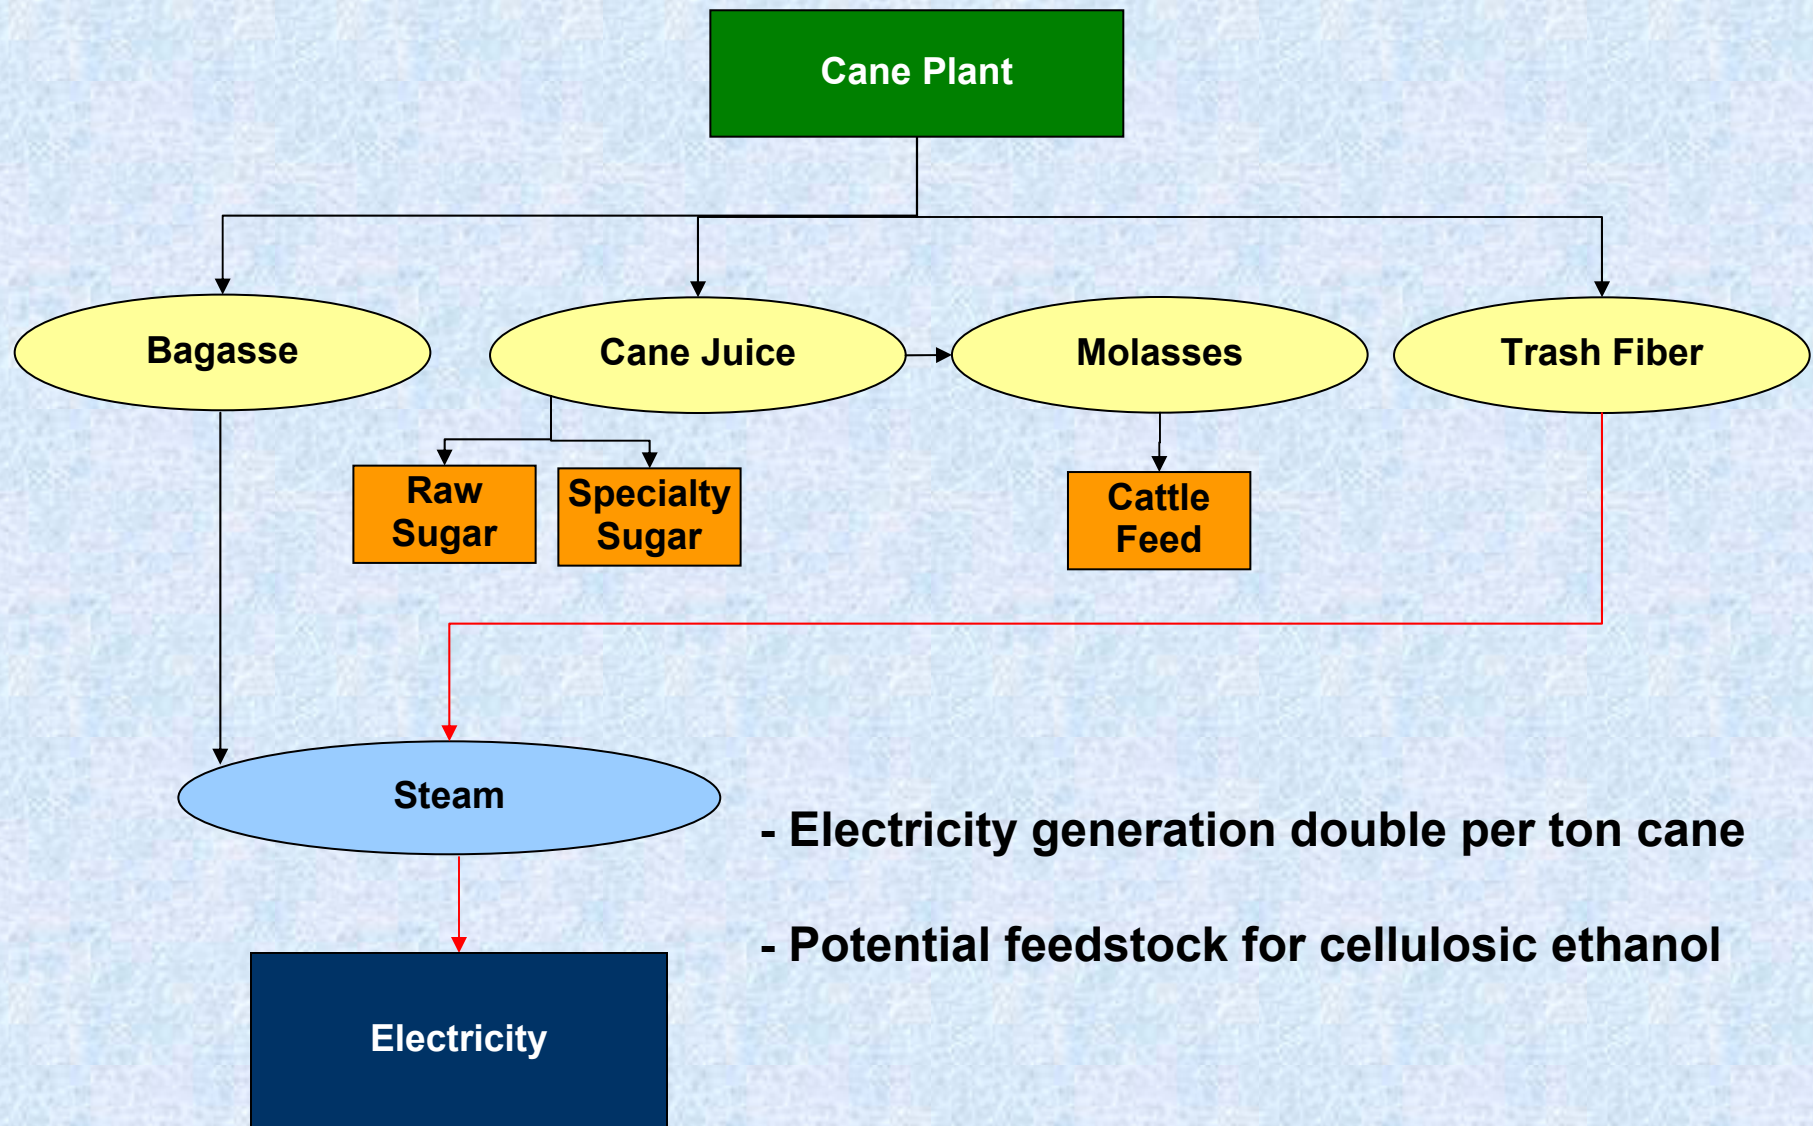 Cane Plant
Bagasse
Cane Juice
Molasses
Trash Fiber
Raw
Sugar
Specialty
Sugar
Cattle
Feed
Steam
- Electricity generation double per ton cane
- Potential feedstock for cellulosic ethanol
Electricity